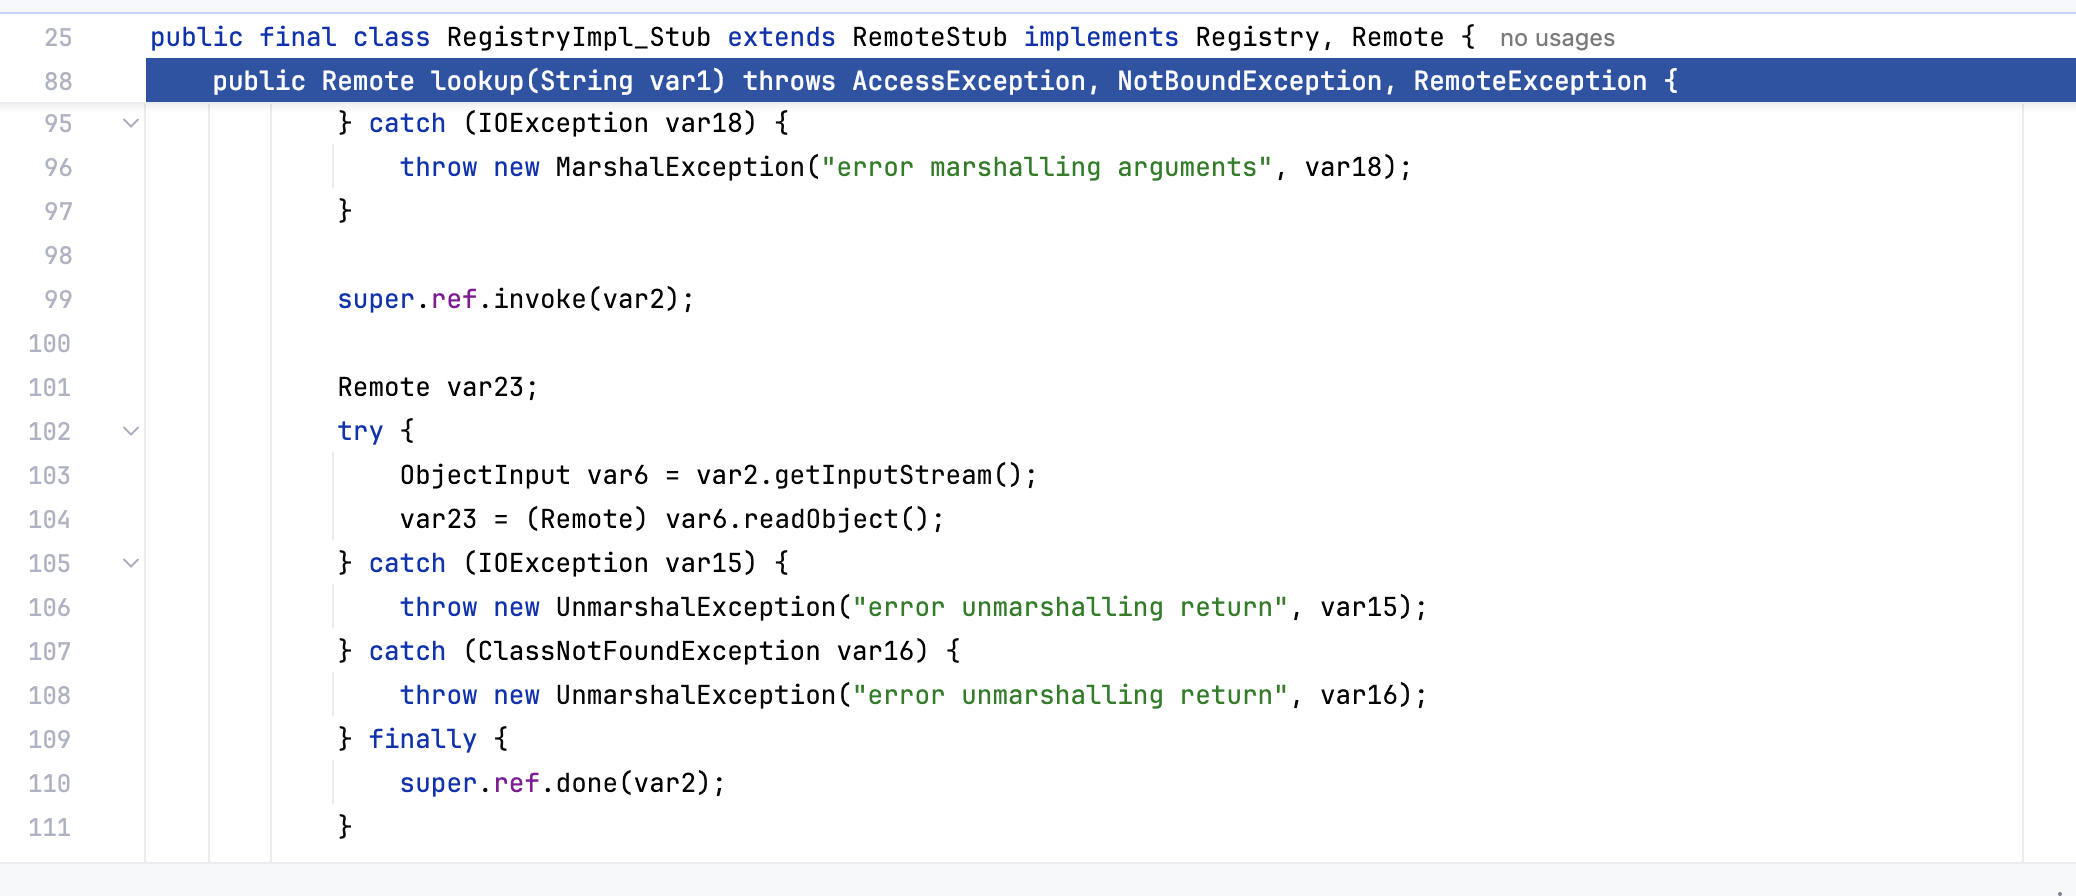 25 public final class RegistryImpl_Stub extends RemoteStub implements Registry, Remote { no usages
88 public Remote lookup(String var1) throws AccessException, NotBoundException, RemoteException {
95 } catch (IOException var18) {
96 throw new MarshalException("error marshalling arguments", var18);
97 }
98
99 super.ref.invoke(var2);
100
101 Remote var23;
102 try {
103 ObjectInput var6 = var2.getInputStream();
104 var23 = (Remote) var6.readObject();
105 } catch (IOException var15) {
106 throw new UnmarshalException("error unmarshalling return", var15);
107 } catch (ClassNotFoundException var16) {
108 throw new UnmarshalException("error unmarshalling return", var16);
109 } finally {
110 super.ref.done(var2);
111 }